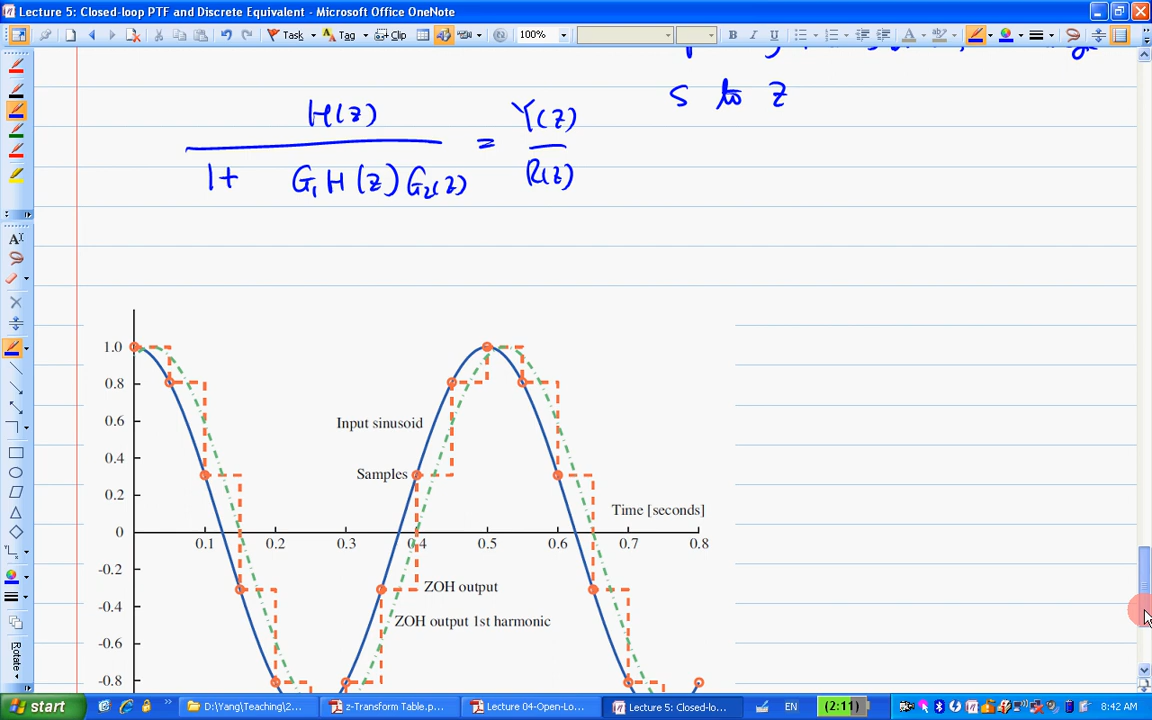 Lecture 5: Closed-loop PTF and Discrete Equivalent - Microsoft Office OneNote
Task Tag Clip 100% B I U
s to z
H(z) / 1+ G₁H(z)G₂(z) = Y(z) / R(z)
1.0
0.8
0.6
Input sinusoid
0.4
Samples
0.2
Time [seconds]
0
0.1 0.2 0.3 0.4 0.5 0.6 0.7 0.8
-0.2
ZOH output
-0.4
ZOH output 1st harmonic
-0.6
-0.8
Rotate
start D:\Yang\Teaching\2... z-Transform Table.p... Lecture 04-Open-Lo... Lecture 5: Closed-lo... EN (2:11) 8:42 AM